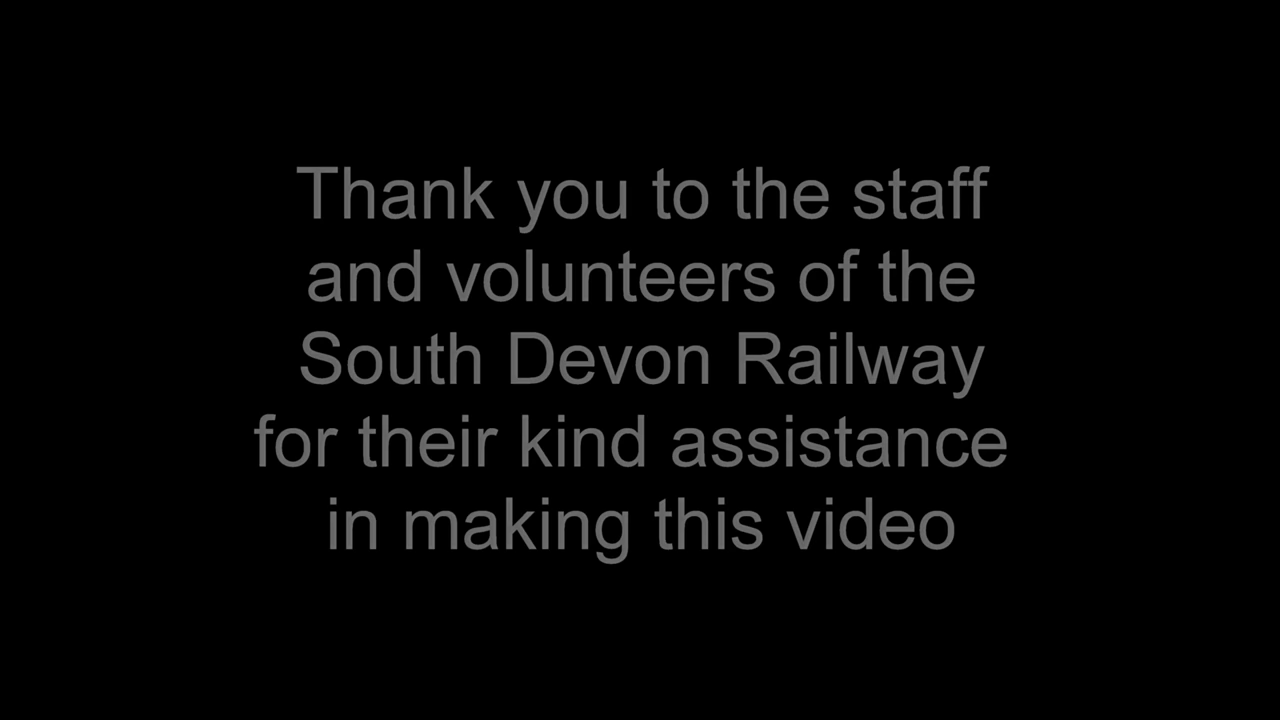 Thank you to the staff
and volunteers of the
South Devon Railway
for their kind assistance
in making this video